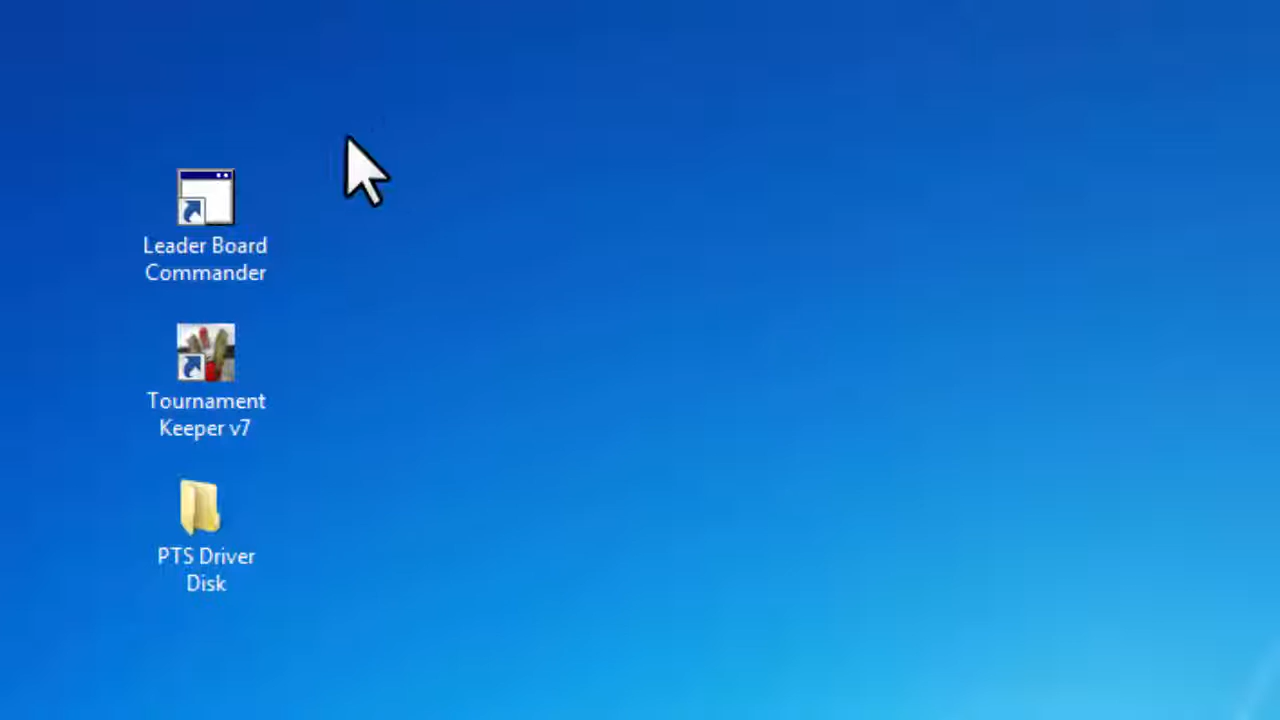 Leader Board
Commander
Tournament
Keeper v7
PTS Driver
Disk